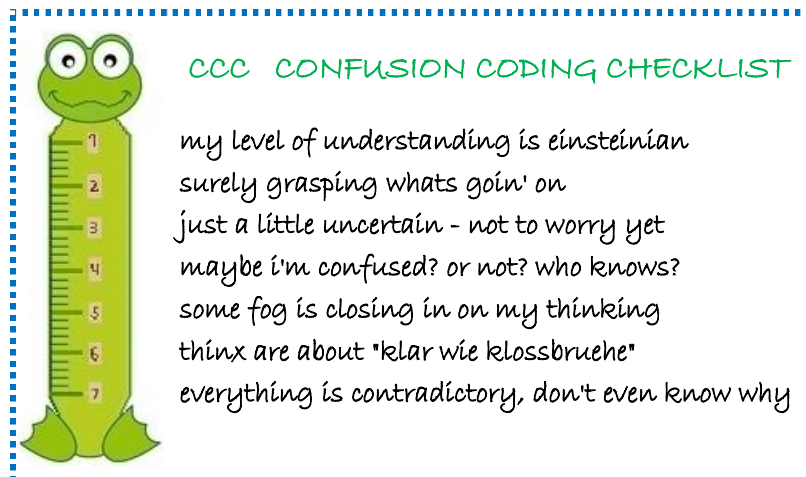 CCC CONFUSION CODING CHECKLIST
1 my level of understanding is einsteinian
2 surely grasping whats goin' on
3 just a little uncertain - not to worry yet
4 maybe i'm confused? or not? who knows?
5 some fog is closing in on my thinking
6 thinx are about "klar wie klossbruehe"
7 everything is contradictory, don't even know why